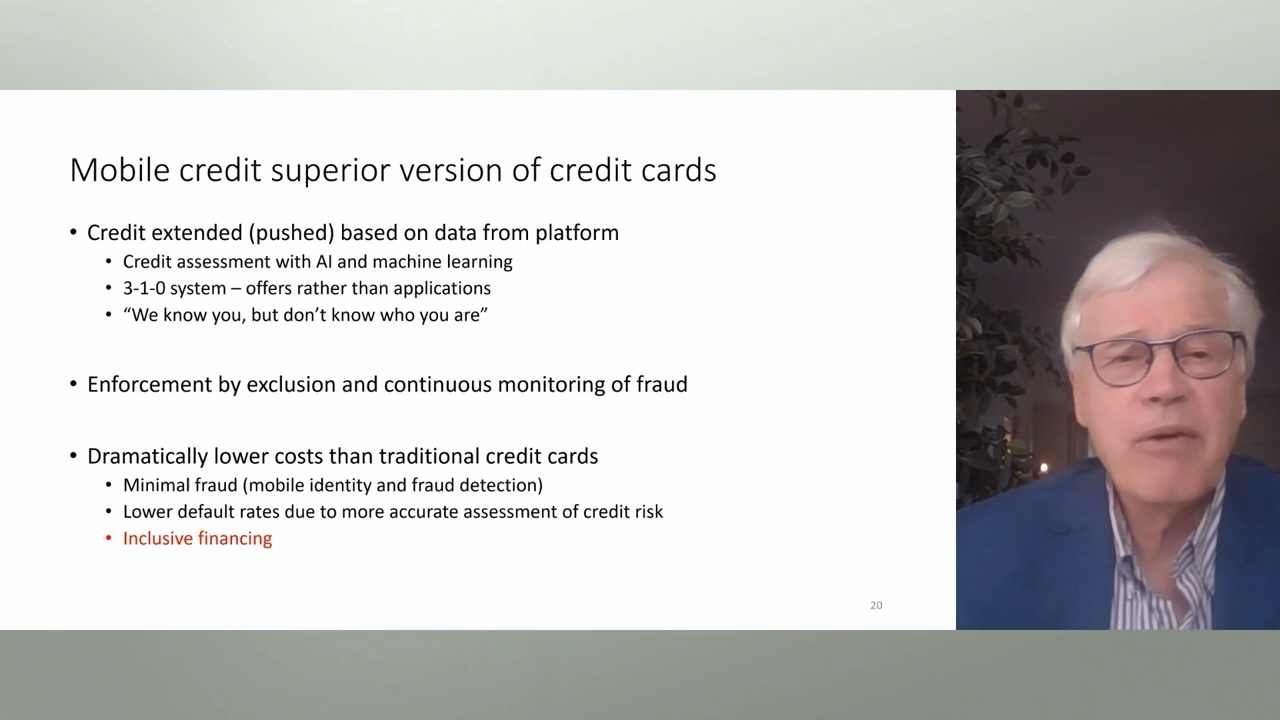 Mobile credit superior version of credit cards
• Credit extended (pushed) based on data from platform
• Credit assessment with AI and machine learning
• 3-1-0 system – offers rather than applications
• “We know you, but don’t know who you are”
• Enforcement by exclusion and continuous monitoring of fraud
• Dramatically lower costs than traditional credit cards
• Minimal fraud (mobile identity and fraud detection)
• Lower default rates due to more accurate assessment of credit risk
• Inclusive financing
20